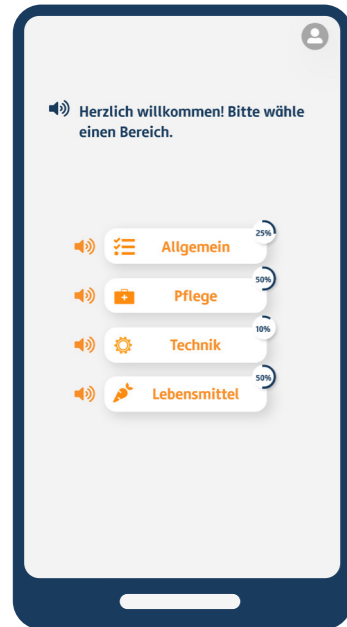 Herzlich willkommen! Bitte wähle
einen Bereich.
25%
Allgemein
50%
Pflege
10%
Technik
50%
Lebensmittel